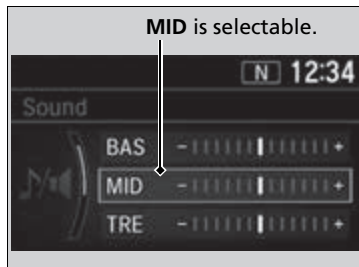 MID is selectable.
N 12:34
Sound
BAS - +
MID - +
TRE - +